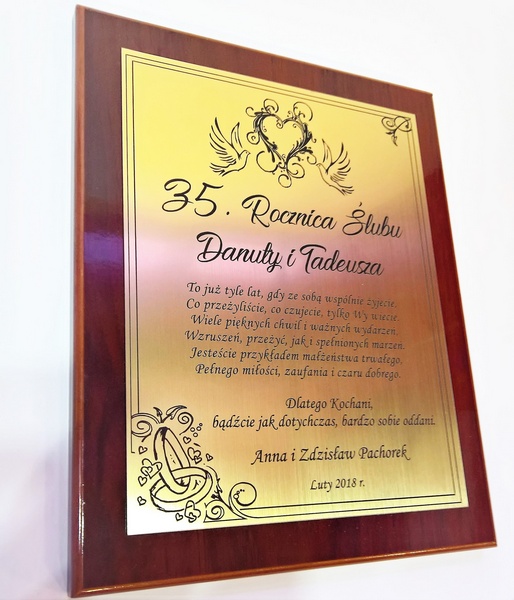 35. Rocznica Ślubu
Danuty i Tadeusza
To już tyle lat, gdy ze sobą wspólnie żyjecie.
Co przeżyliście, co czujecie, tylko Wy wiecie.
Wiele pięknych chwil i ważnych wydarzeń.
Wzruszeń, przeżyć, jak i spełnionych marzeń.
Jesteście przykładem małżeństwa trwałego,
Pełnego miłości, zaufania i czaru dobrego.
Dlatego Kochani,
bądźcie jak dotychczas, bardzo sobie oddani.
Anna i Zdzisław Pachorek
Luty 2018 r.